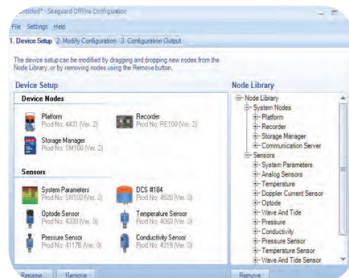 Untitled* - Seaguard Offline Configuration
File Settings Help
1. Device Setup 2. Modify Configuration 3. Configuration Output
The device setup can be modified by dragging and dropping new nodes from the
Node Library, or by removing nodes using the Remove button.
Device Setup
Device Nodes
Platform
Prod No: 4431 (Ver. 2)
Recorder
Prod No: RE100 (Ver. 2)
Storage Manager
Prod No: SM100 (Ver. 2)
Sensors
System Parameters
Prod No: SN100 (Ver. 2)
DCS #184
Prod No: 4520 (Ver. 0)
Optode Sensor
Prod No: 4330 (Ver. 0)
Temperature Sensor
Prod No: 4060 (Ver. 0)
Pressure Sensor
Prod No: 4117B (Ver. 0)
Conductivity Sensor
Prod No: 4319 (Ver. 0)
Rename Remove
Node Library
Node Library
System Nodes
Platform
Recorder
Storage Manager
Communication Server
Sensors
System Parameters
Analog Sensors
Temperature
Doppler Current Sensor
Optode
Wave And Tide
Pressure
Conductivity
Pressure Sensor
Temperature Sensor
Wave And Tide Sensor
Remove